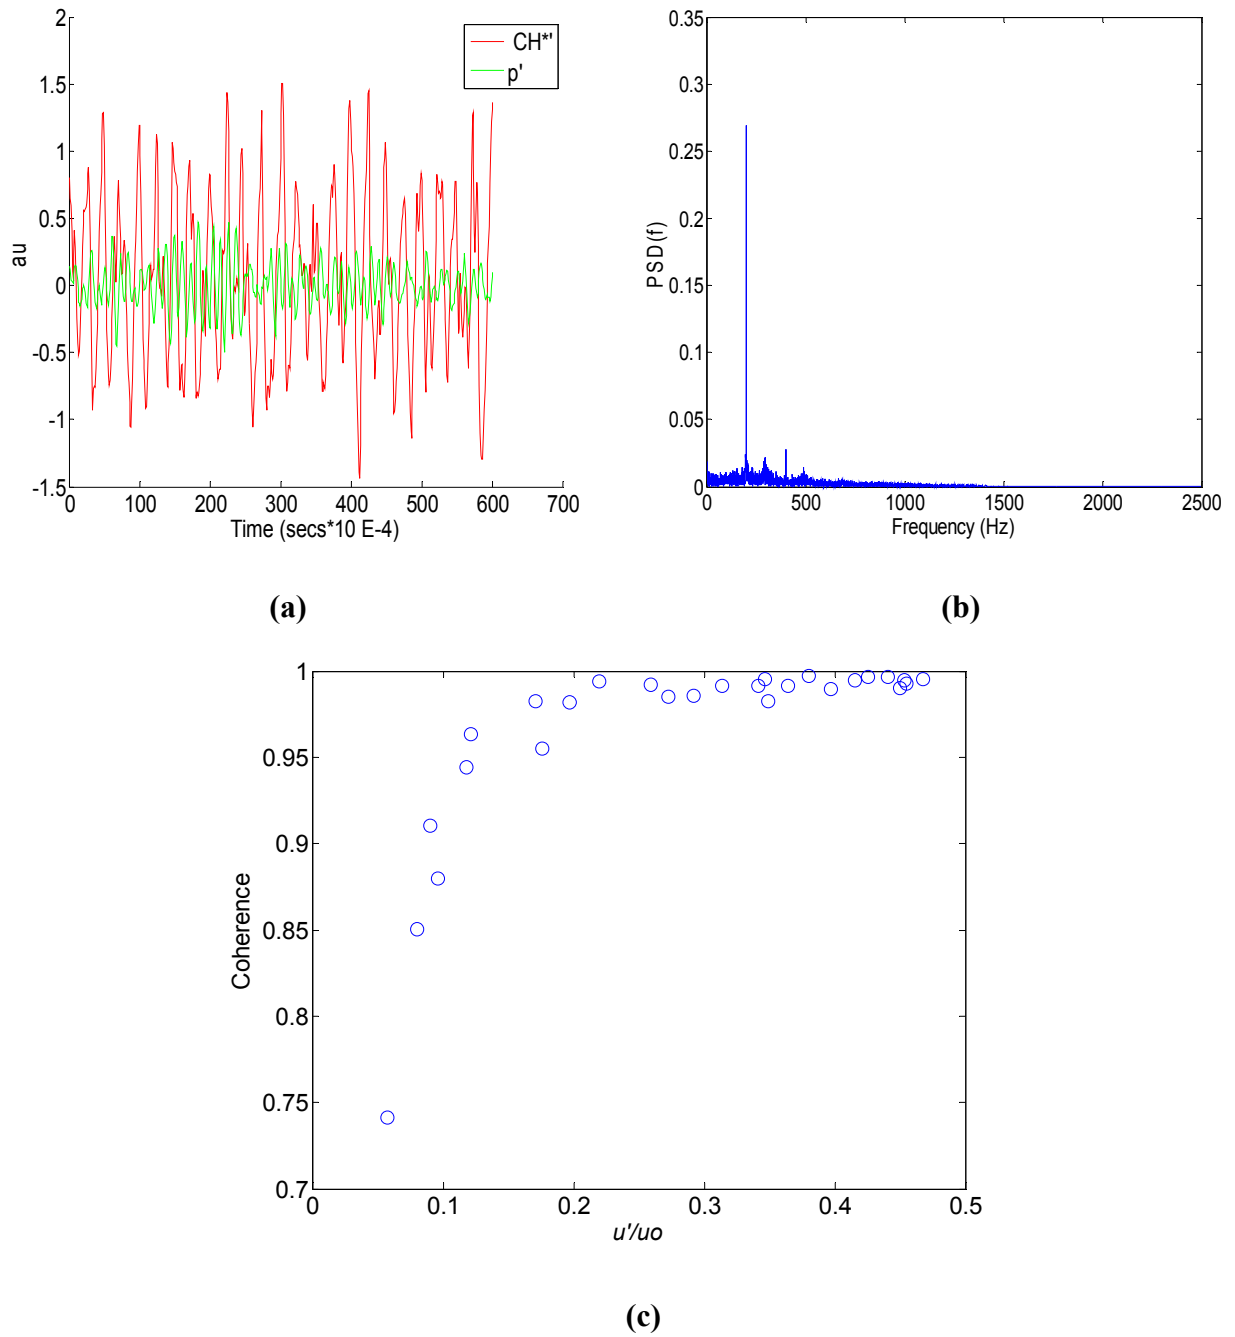 2
1.5
1
0.5
0
-0.5
-1
-1.5
au
CH*'
p'
0 100 200 300 400 500 600 700
Time (secs*10 E-4)
(a)
0.35
0.3
0.25
0.2
0.15
0.1
0.05
0
PSD(f)
0 500 1000 1500 2000 2500
Frequency (Hz)
(b)
1
0.95
0.9
0.85
0.8
0.75
0.7
Coherence
0 0.1 0.2 0.3 0.4 0.5
u'/uo
(c)